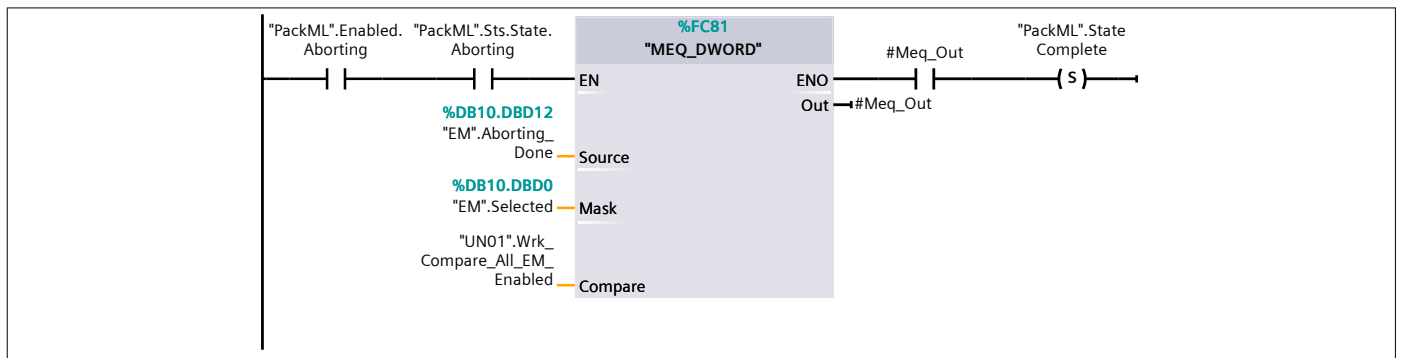 "PackML".Enabled.
Aborting
"PackML".Sts.State.
Aborting
%FC81
"MEQ_DWORD"
#Meq_Out
"PackML".State
Complete
S
EN
ENO
Out
#Meq_Out
%DB10.DBD12
"EM".Aborting_
Done
Source
%DB10.DBD0
"EM".Selected
Mask
"UN01".Wrk_
Compare_All_EM_
Enabled
Compare